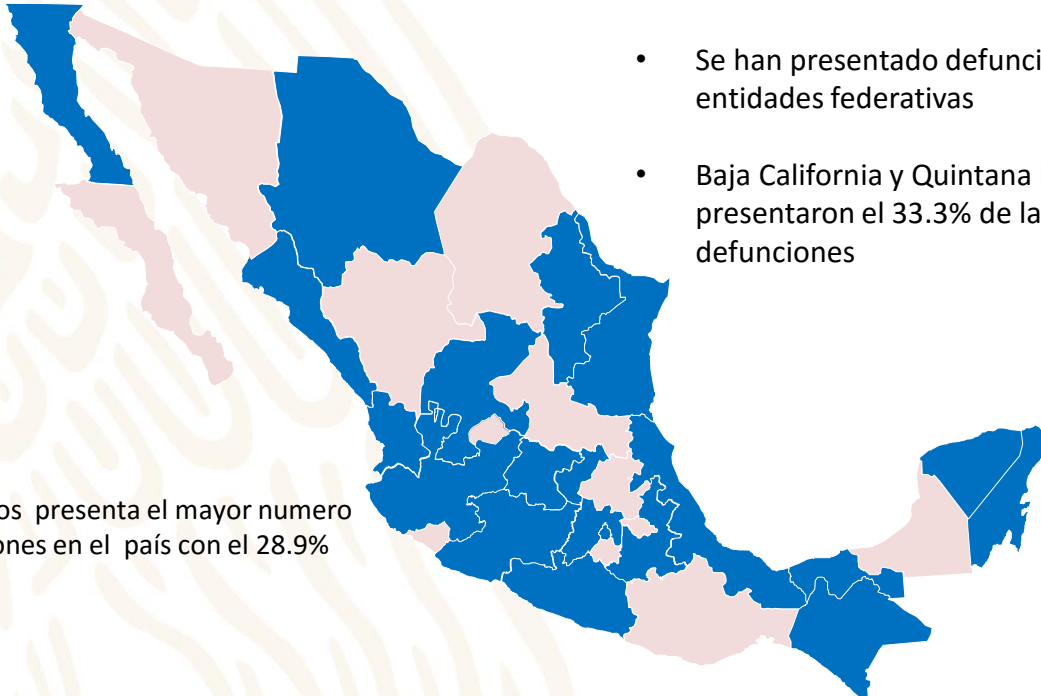 • Se han presentado defunci
entidades federativas
• Baja California y Quintana
presentaron el 33.3% de la
defunciones
os presenta el mayor numero
ones en el país con el 28.9%